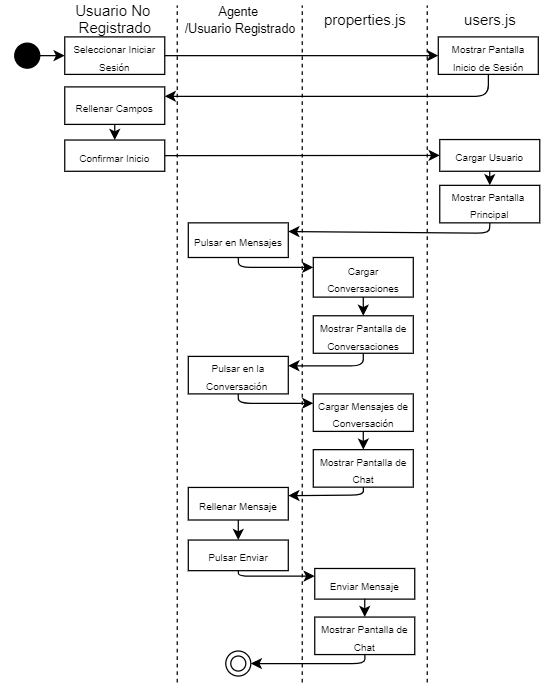 Usuario No
Registrado
Agente
/Usuario Registrado
properties.js
users.js
Seleccionar Iniciar
Sesión
Mostrar Pantalla
Inicio de Sesión
Rellenar Campos
Confirmar Inicio
Cargar Usuario
Mostrar Pantalla
Principal
Pulsar en Mensajes
Cargar
Conversaciones
Mostrar Pantalla de
Conversaciones
Pulsar en la
Conversación
Cargar Mensajes de
Conversación
Mostrar Pantalla de
Chat
Rellenar Mensaje
Pulsar Enviar
Enviar Mensaje
Mostrar Pantalla de
Chat